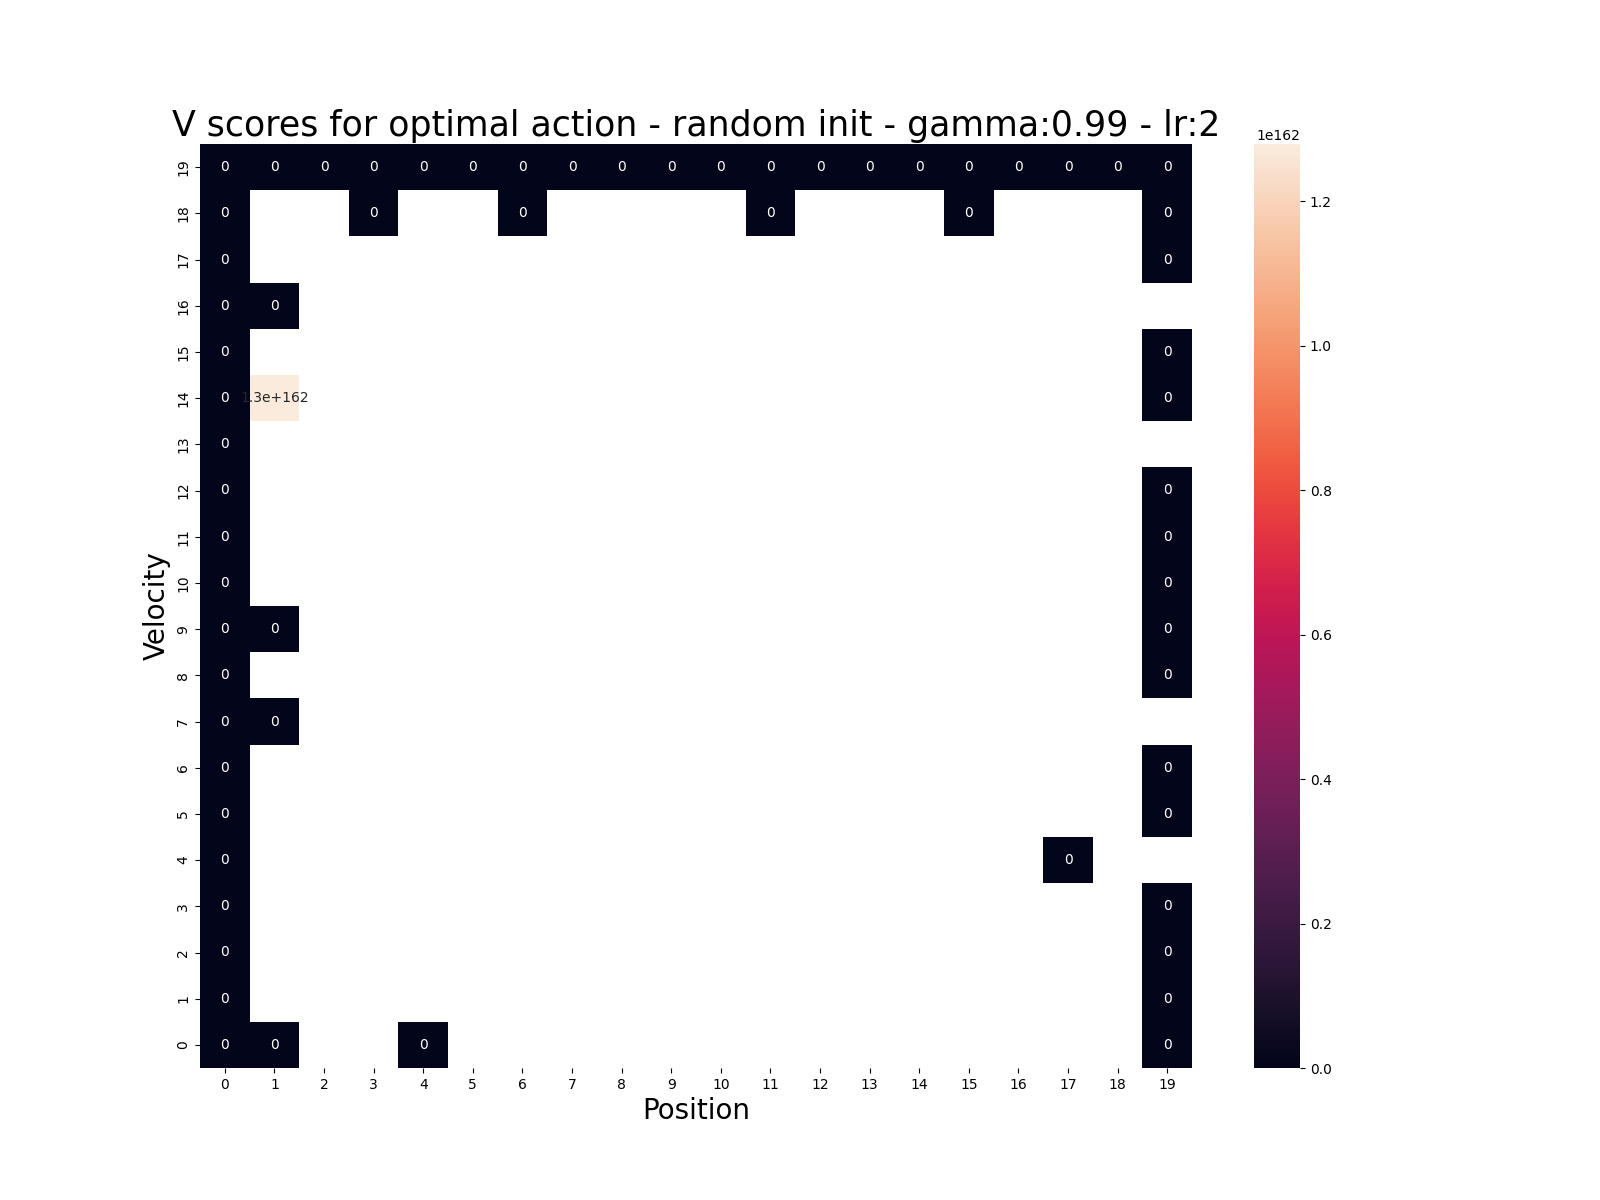 V scores for optimal action - random init - gamma:0.99 - lr:2
1e162
19 0 0 0 0 0 0 0 0 0 0 0 0 0 0 0 0 0 0 0 0
18 0 0 0 0 0 0
1.2
17 0 0
16 0 0
15 0 0
1.0
14 0 1.3e+162 0
13 0
12 0 0
0.8
11 0 0
10 0 0
9 0 0 0
0.6
8 0 0
7 0 0
6 0 0
0.4
5 0 0
4 0 0
3 0 0
0.2
2 0 0
1 0 0
0 0 0 0 0
0.0
0 1 2 3 4 5 6 7 8 9 10 11 12 13 14 15 16 17 18 19
Position
Velocity